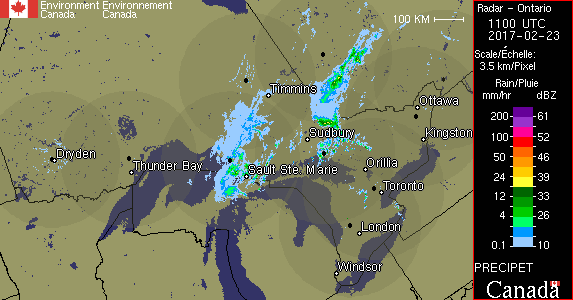 Environment Environnement
Canada Canada
100 KM
Timmins
Ottawa
Sudbury
Kingston
Dryden
Thunder Bay
Sault Ste. Marie
Orillia
Toronto
London
Windsor
Radar - Ontario
1100 UTC
2017-02-23
Scale/Échelle:
3.5 km/Pixel
Rain/Pluie
mm/hr dBZ
200 61
100 52
50 46
24 39
12 33
4 26
0.1 10
PRECIPET
Canada